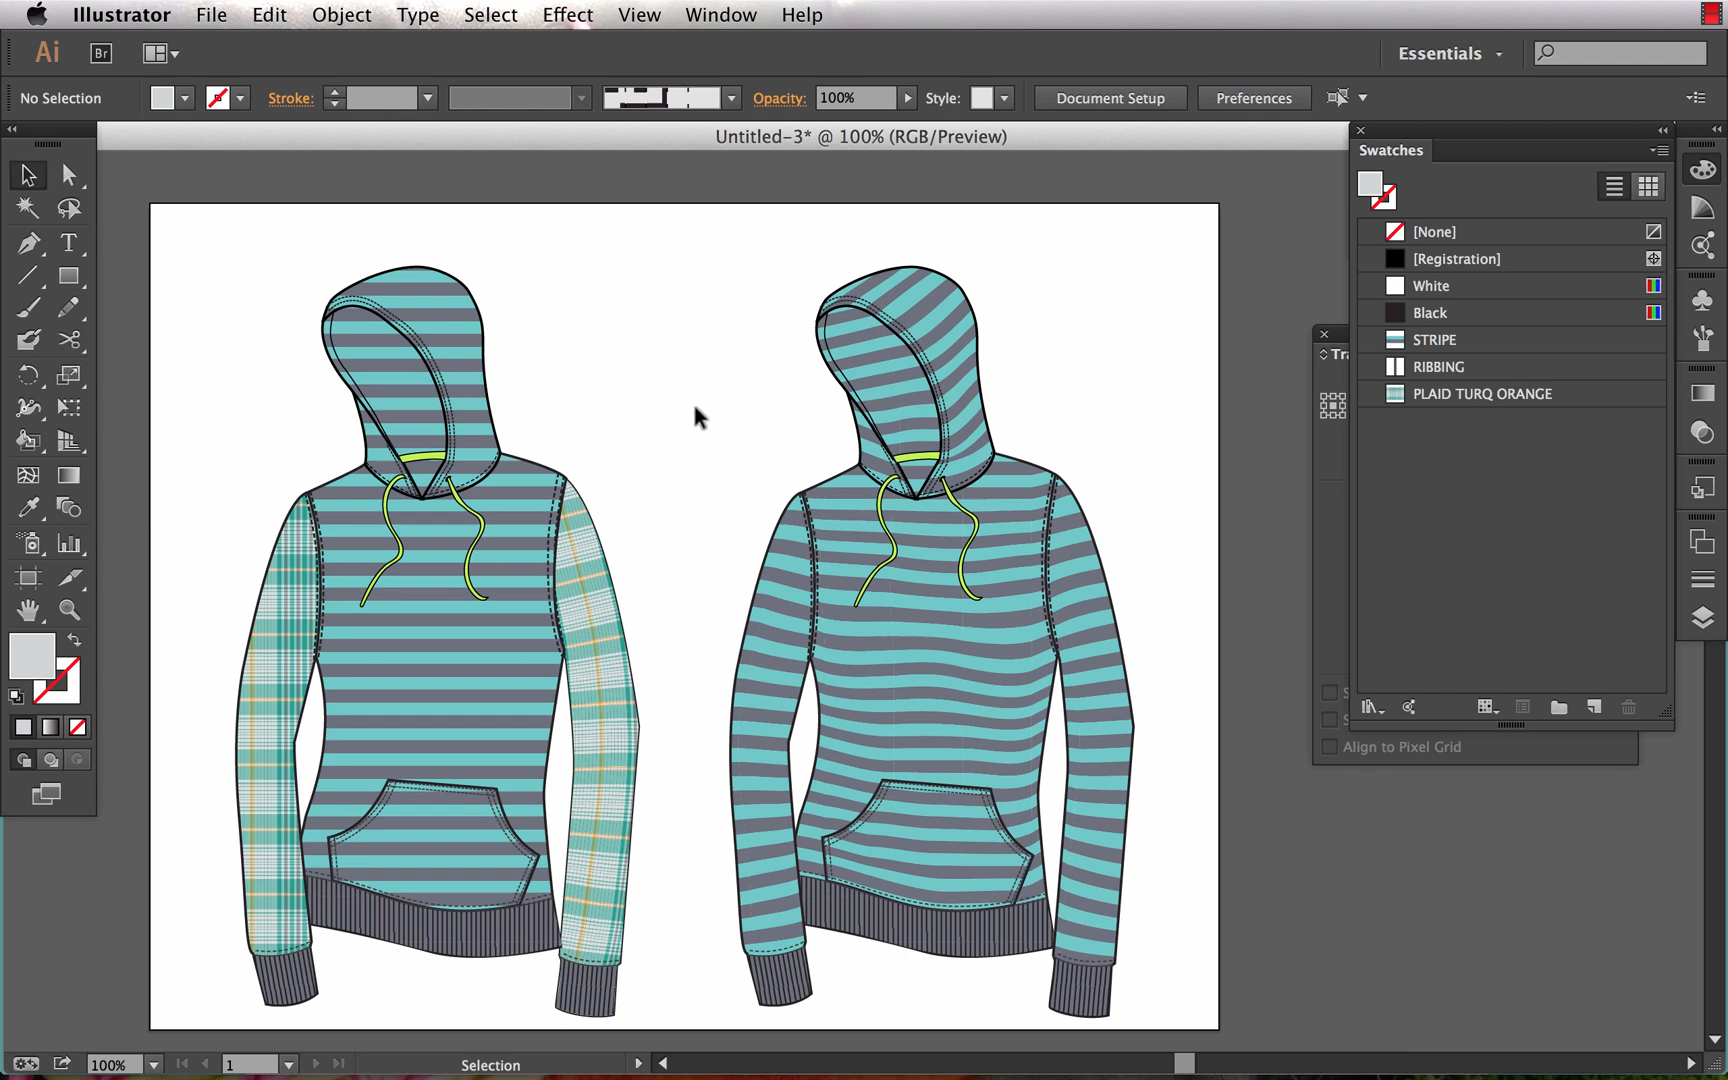 Illustrator File Edit Object Type Select Effect View Window Help
Ai Br Essentials
No Selection Stroke: Opacity: 100% Style: Document Setup Preferences
Untitled-3* @ 100% (RGB/Preview)
Swatches
[None]
[Registration]
White
Black
STRIPE
Tra
RIBBING
PLAID TURQ ORANGE
S
S
Align to Pixel Grid
100% 1 Selection